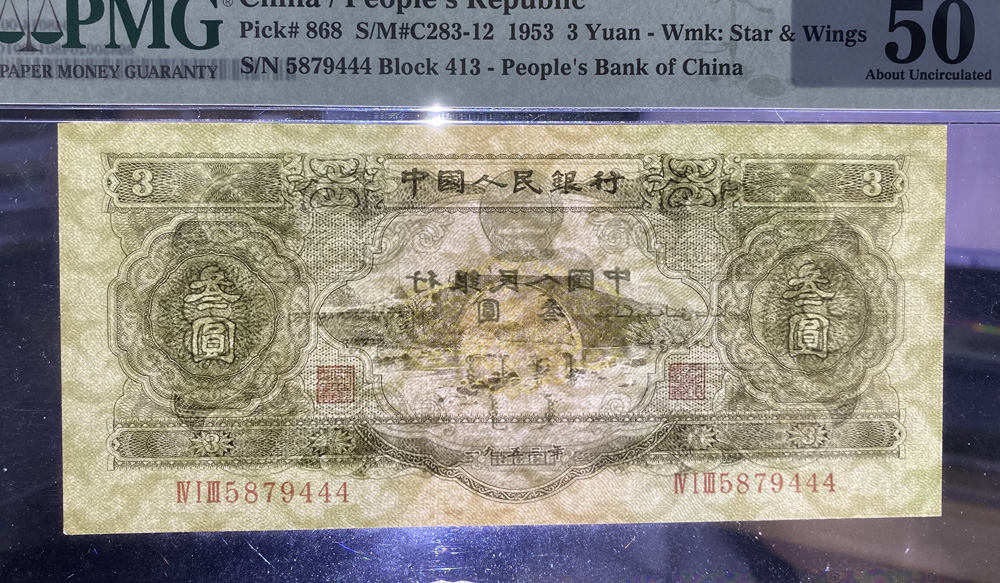 PMG
®
China / People's Republic
Pick# 868 S/M#C283-12 1953 3 Yuan - Wmk: Star & Wings
50
PAPER MONEY GUARANTY
S/N 5879444 Block 413 - People's Bank of China
About Uncirculated
3
中國人民銀行
3
中國人民銀行
叁圓
叁圓
叁圓
3
3
ⅣⅠⅢ5879444
ⅣⅠⅢ5879444